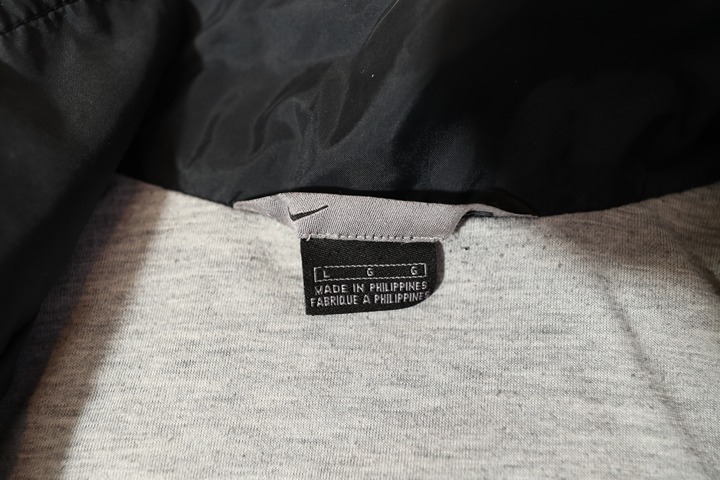 L G G
MADE IN PHILIPPINES
FABRIQUE A PHILIPPINES